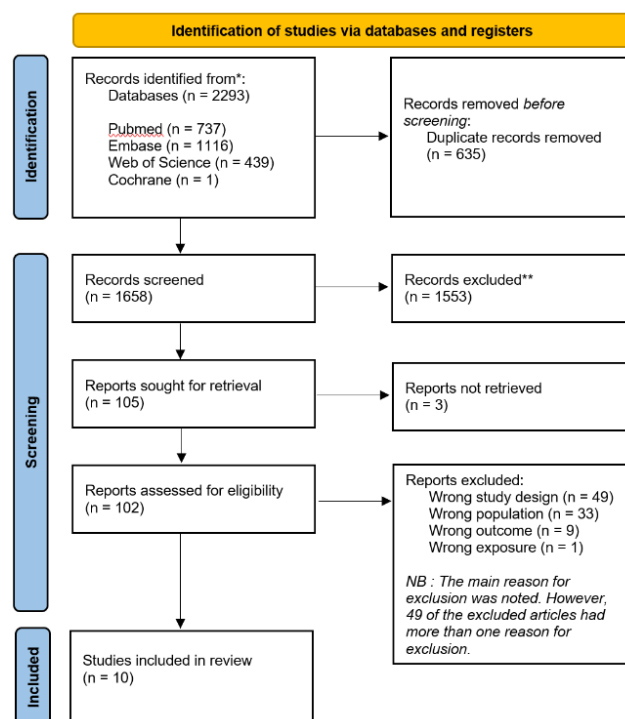 Identification of studies via databases and registers
Identification
Records identified from*:
Databases (n = 2293)
Pubmed (n = 737)
Embase (n = 1116)
Web of Science (n = 439)
Cochrane (n = 1)
Records removed before
screening:
Duplicate records removed
(n = 635)
Screening
Records screened
(n = 1658)
Records excluded**
(n = 1553)
Reports sought for retrieval
(n = 105)
Reports not retrieved
(n = 3)
Reports assessed for eligibility
(n = 102)
Reports excluded:
Wrong study design (n = 49)
Wrong population (n = 33)
Wrong outcome (n = 9)
Wrong exposure (n = 1)
NB : The main reason for
exclusion was noted. However,
49 of the excluded articles had
more than one reason for
exclusion.
Included
Studies included in review
(n = 10)